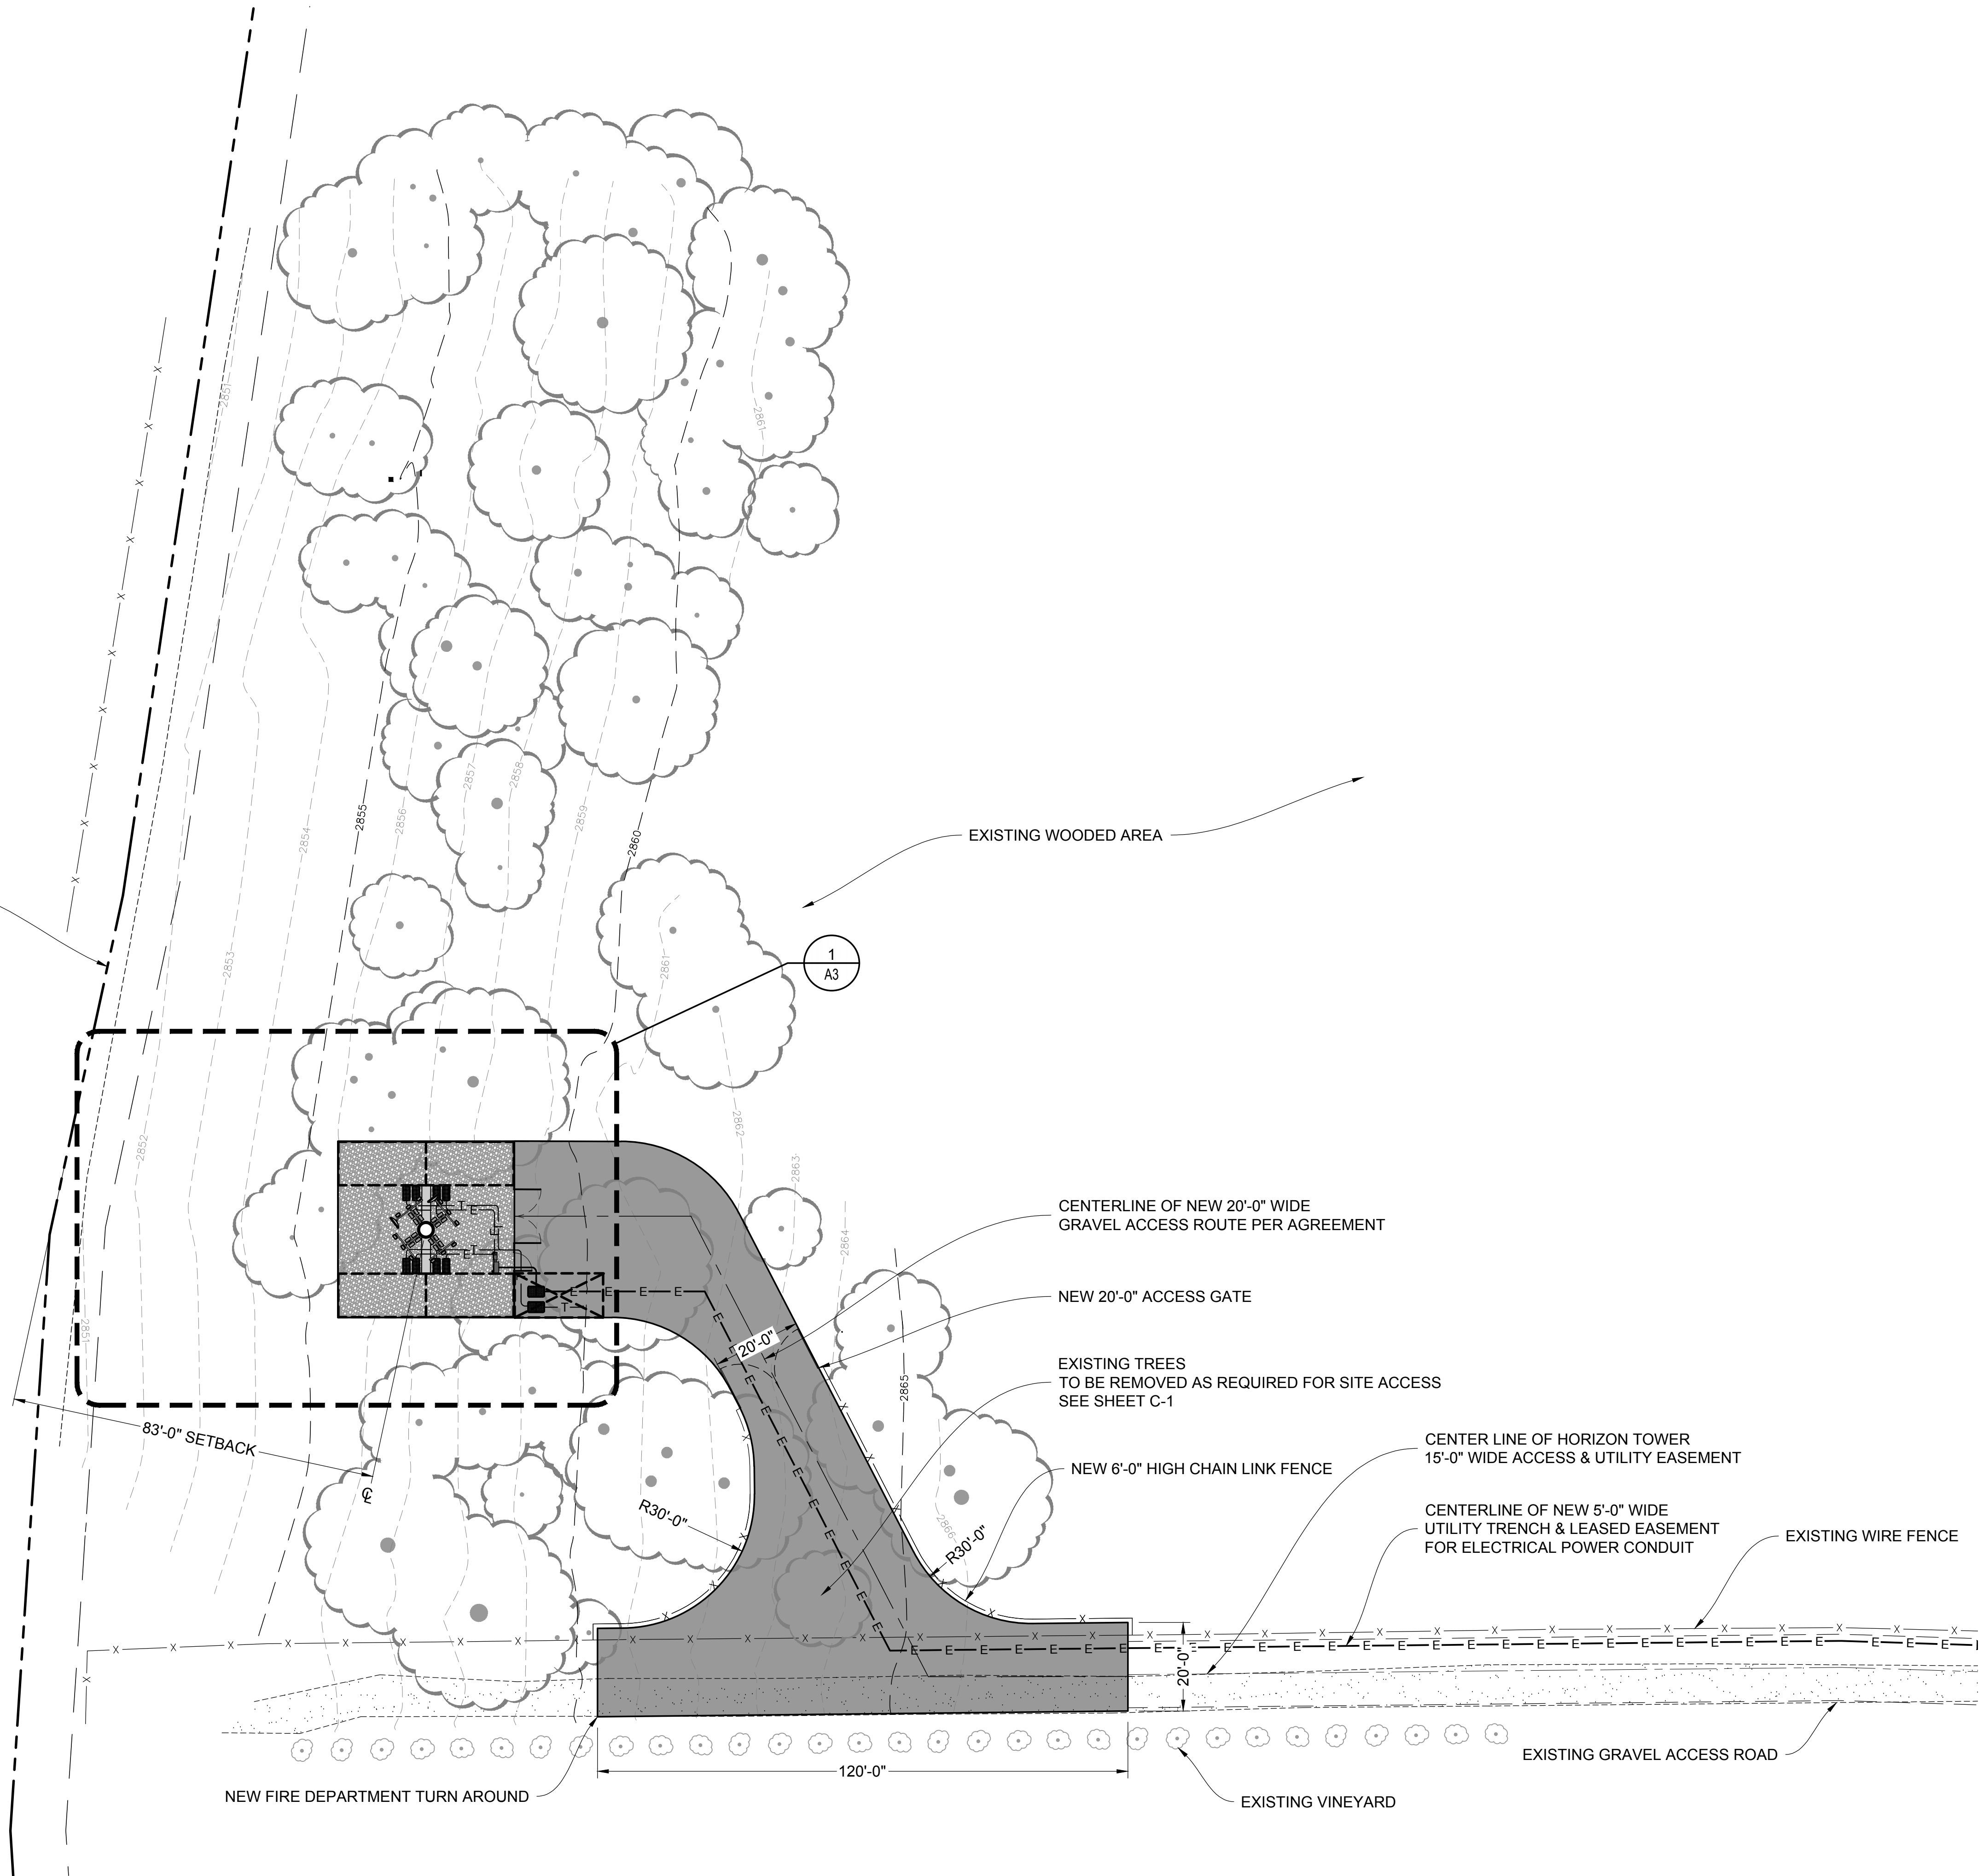 2851
2861
2857
2858
2855
2856
2859
2854
2860
EXISTING WOODED AREA
2853
2861
1
A3
2852
2862
2863
2864
CENTERLINE OF NEW 20'-0" WIDE
GRAVEL ACCESS ROUTE PER AGREEMENT
T
E
T
E
E
T
NEW 20'-0" ACCESS GATE
2851
20'-0"
EXISTING TREES
TO BE REMOVED AS REQUIRED FOR SITE ACCESS
SEE SHEET C-1
2865
83'-0" SETBACK
CL
CENTER LINE OF HORIZON TOWER
15'-0" WIDE ACCESS & UTILITY EASEMENT
NEW 6'-0" HIGH CHAIN LINK FENCE
R30'-0"
2866
R30'-0"
CENTERLINE OF NEW 5'-0" WIDE
UTILITY TRENCH & LEASED EASEMENT
FOR ELECTRICAL POWER CONDUIT
EXISTING WIRE FENCE
20'-0"
EXISTING GRAVEL ACCESS ROAD
120'-0"
NEW FIRE DEPARTMENT TURN AROUND
EXISTING VINEYARD